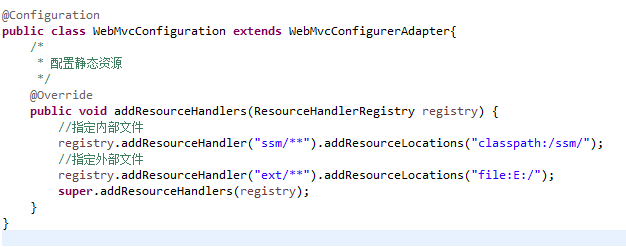 @Configuration
public class WebMvcConfiguration extends WebMvcConfigurerAdapter{
    /*
     * 配置静态资源
     */
    @Override
    public void addResourceHandlers(ResourceHandlerRegistry registry) {
        //指定内部文件
        registry.addResourceHandler("ssm/**").addResourceLocations("classpath:/ssm/");
        //指定外部文件
        registry.addResourceHandler("ext/**").addResourceLocations("file:E:/");
        super.addResourceHandlers(registry);
    }
}